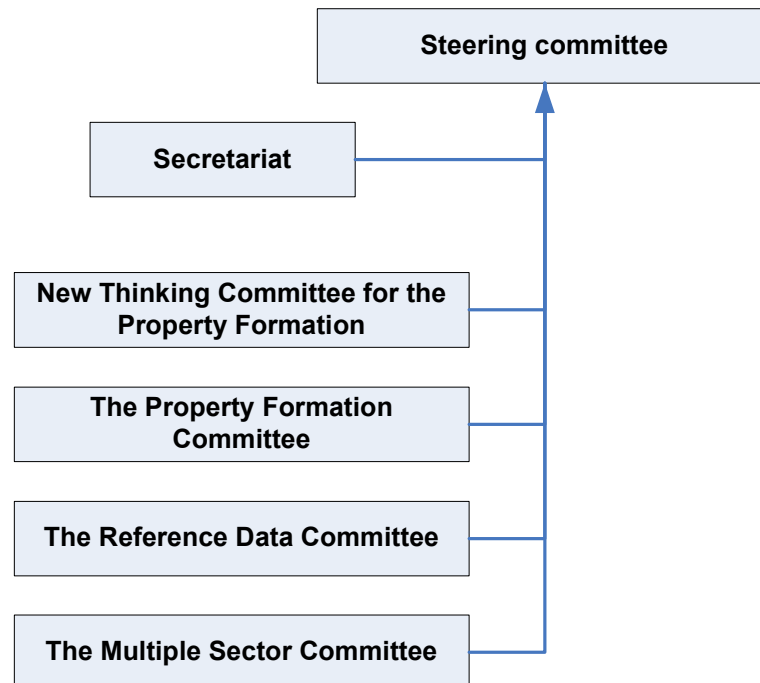 Steering committee
Secretariat
New Thinking Committee for the
Property Formation
The Property Formation
Committee
The Reference Data Committee
The Multiple Sector Committee